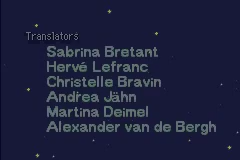 Translators
Sabrina Bretant
Hervé Lefranc
Christelle Bravin
Andrea Jähn
Martina Deimel
Alexander van de Bergh